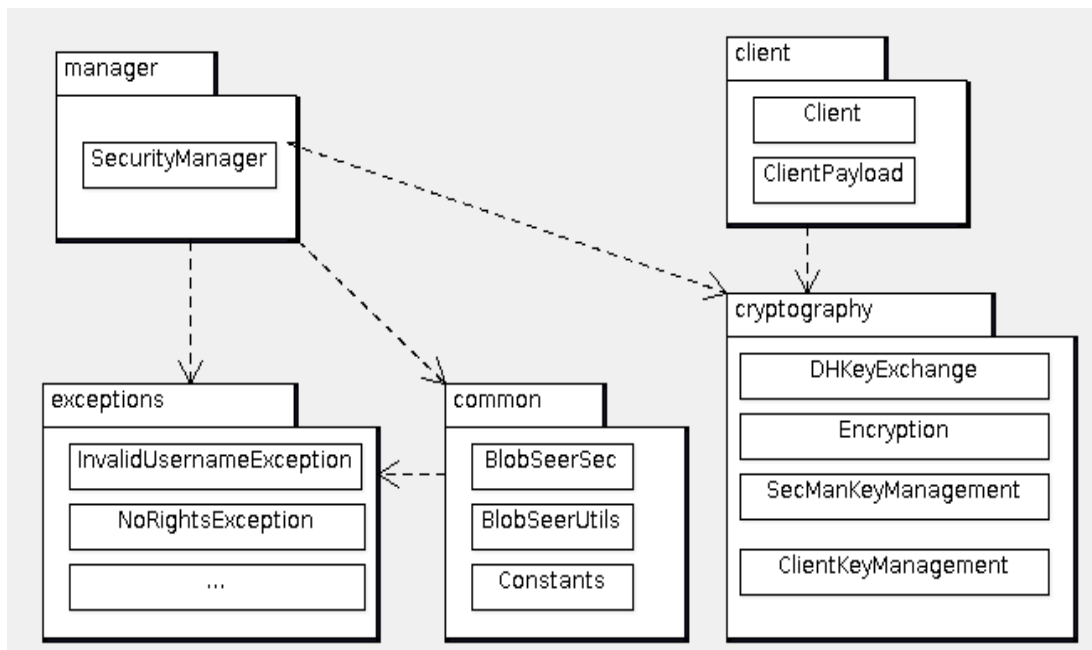 manager
SecurityManager
client
Client
ClientPayload
exceptions
InvalidUsernameException
NoRightsException
...
common
BlobSeerSec
BlobSeerUtils
Constants
cryptography
DHKeyExchange
Encryption
SecManKeyManagement
ClientKeyManagement